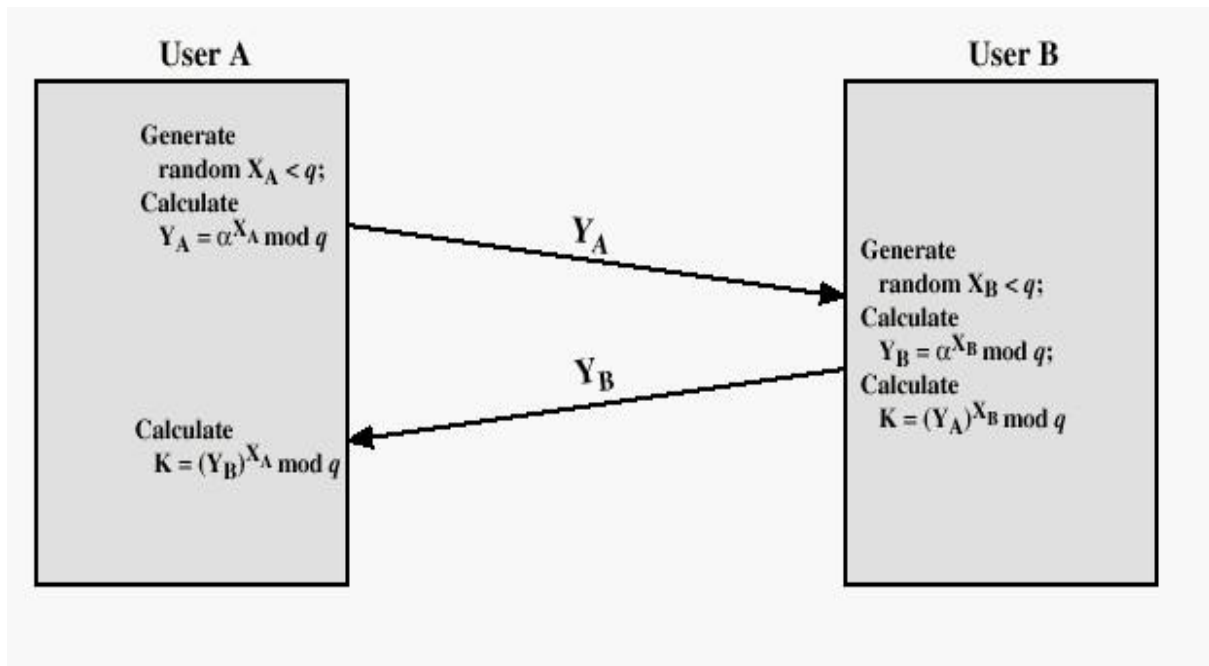 User A
User B
Generate
random X_A < q;
Calculate
Y_A = α^X_A mod q
Y_A
Generate
random X_B < q;
Calculate
Y_B = α^X_B mod q;
Calculate
K = (Y_A)^X_B mod q
Y_B
Calculate
K = (Y_B)^X_A mod q